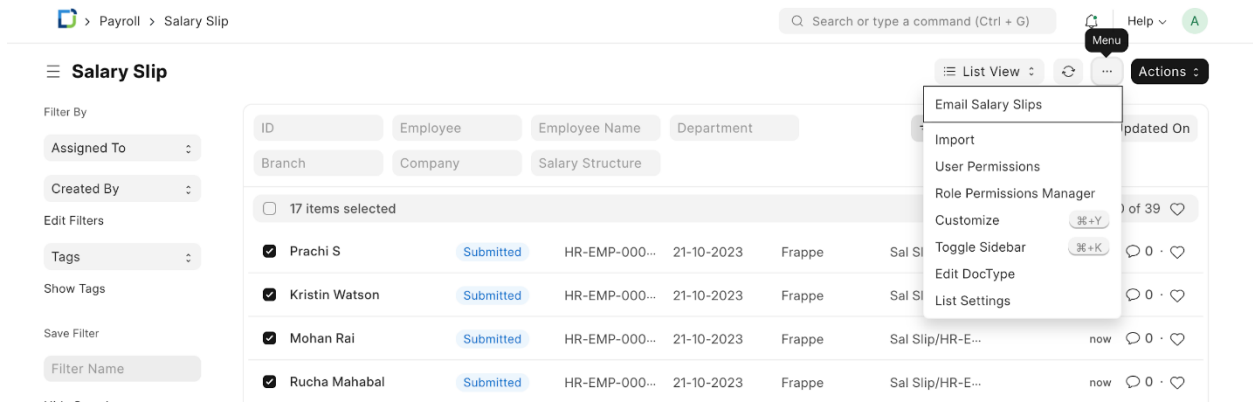 Payroll > Salary Slip
Search or type a command (Ctrl + G)
Help
A
Menu
Salary Slip
List View
...
Actions
Filter By
Assigned To
Created By
Edit Filters
Tags
Show Tags
Save Filter
Filter Name
Email Salary Slips
Import
User Permissions
Role Permissions Manager
Customize ⌘+Y
Toggle Sidebar ⌘+K
Edit DocType
List Settings
ID Employee Employee Name Department
Updated On
Branch Company Salary Structure
17 items selected
of 39
Prachi S Submitted HR-EMP-000... 21-10-2023 Frappe Sal Sl 0
Kristin Watson Submitted HR-EMP-000... 21-10-2023 Frappe Sal Sl 0
Mohan Rai Submitted HR-EMP-000... 21-10-2023 Frappe Sal Slip/HR-E... now 0
Rucha Mahabal Submitted HR-EMP-000... 21-10-2023 Frappe Sal Slip/HR-E... now 0